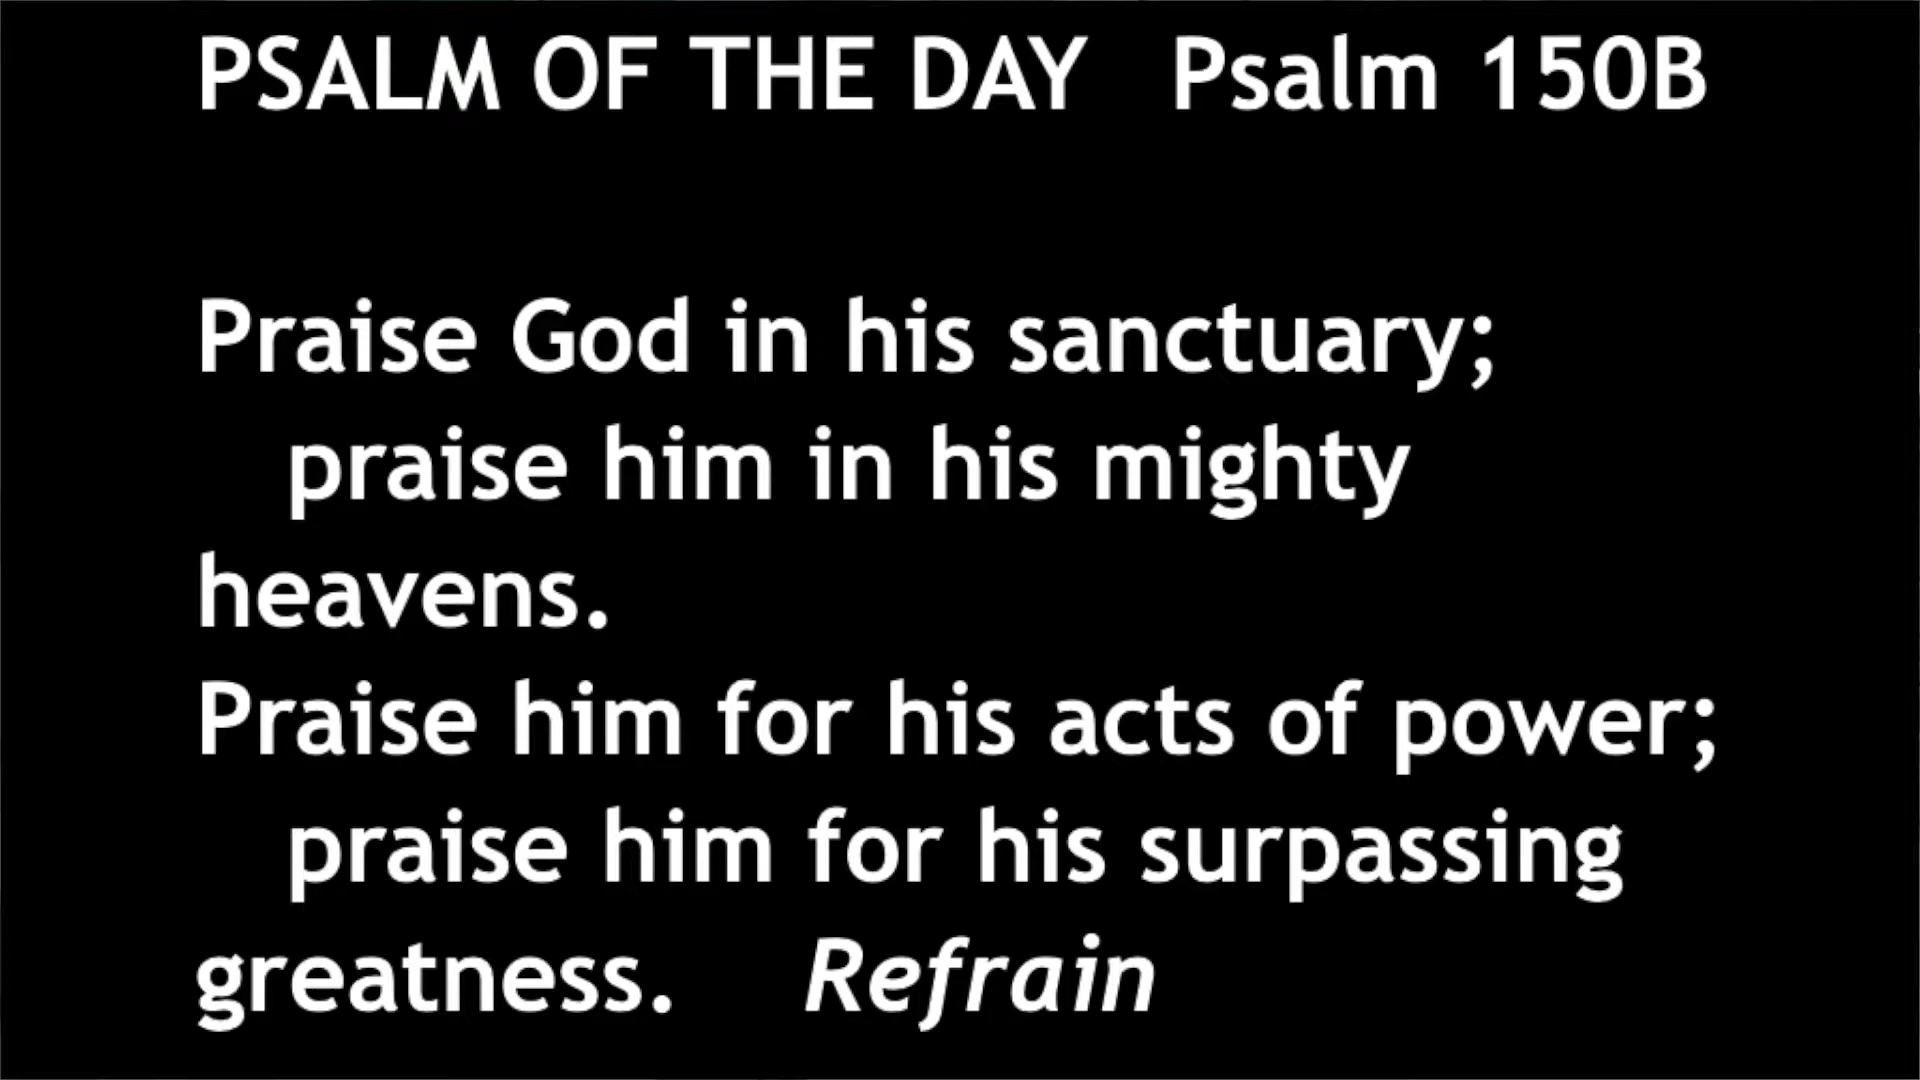 PSALM OF THE DAY Psalm 150B
Praise God in his sanctuary;
praise him in his mighty
heavens.
Praise him for his acts of power;
praise him for his surpassing
greatness. Refrain